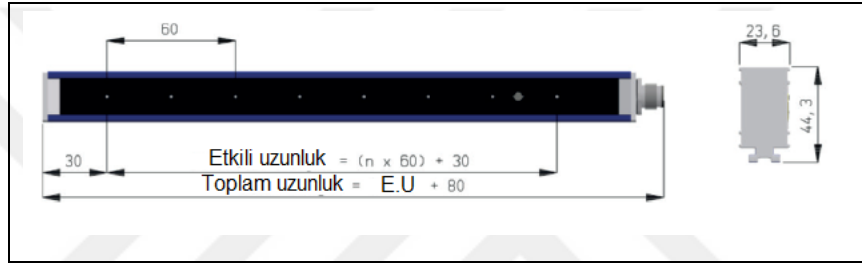 60
23,6
44,3
30
Etkili uzunluk = (n x 60) + 30
Toplam uzunluk = E.U + 80